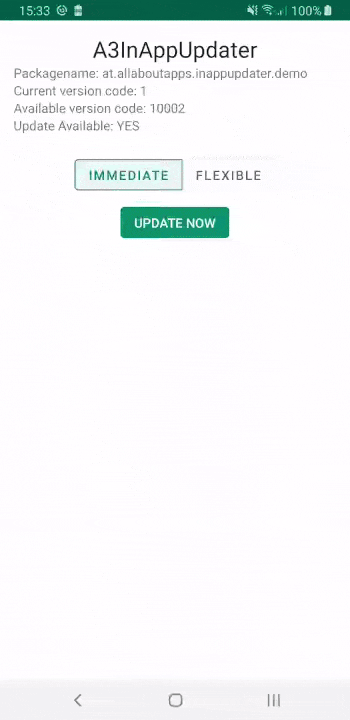 15:33 100%
A3InAppUpdater
Packagename: at.allaboutapps.inappupdater.demo
Current version code: 1
Available version code: 10002
Update Available: YES
IMMEDIATE FLEXIBLE
UPDATE NOW